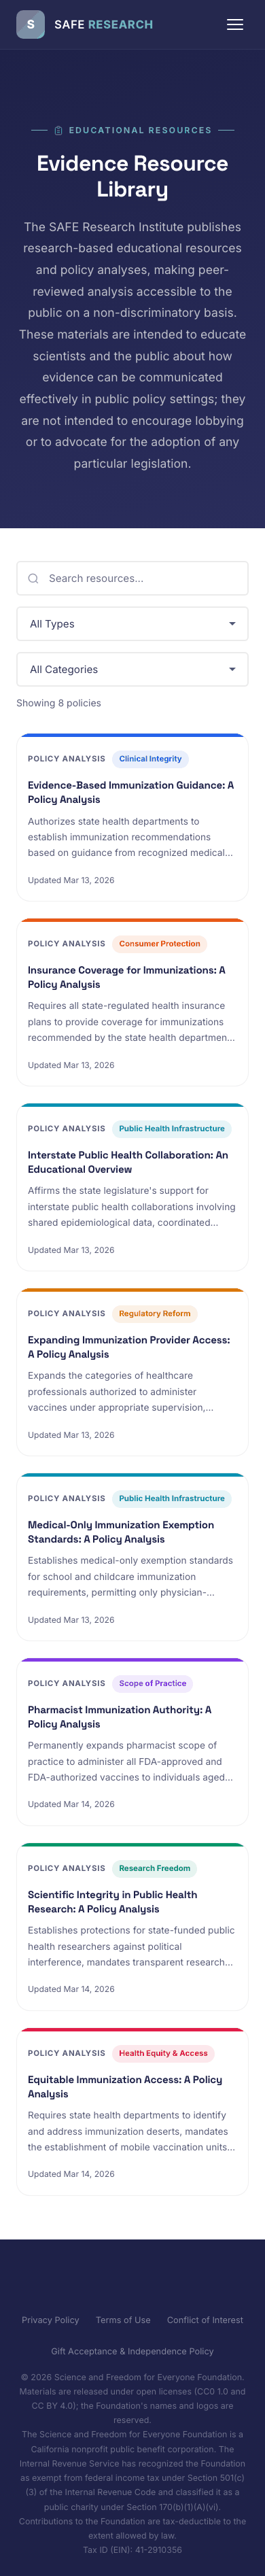 S SAFE RESEARCH
EDUCATIONAL RESOURCES
Evidence Resource
Library
The SAFE Research Institute publishes
research-based educational resources
and policy analyses, making peer-
reviewed analysis accessible to the
public on a non-discriminatory basis.
These materials are intended to educate
scientists and the public about how
evidence can be communicated
effectively in public policy settings; they
are not intended to encourage lobbying
or to advocate for the adoption of any
particular legislation.
Search resources...
All Types
All Categories
Showing 8 policies
POLICY ANALYSIS Clinical Integrity
Evidence-Based Immunization Guidance: A
Policy Analysis
Authorizes state health departments to
establish immunization recommendations
based on guidance from recognized medical...
Updated Mar 13, 2026
POLICY ANALYSIS Consumer Protection
Insurance Coverage for Immunizations: A
Policy Analysis
Requires all state-regulated health insurance
plans to provide coverage for immunizations
recommended by the state health departmen...
Updated Mar 13, 2026
POLICY ANALYSIS Public Health Infrastructure
Interstate Public Health Collaboration: An
Educational Overview
Affirms the state legislature's support for
interstate public health collaborations involving
shared epidemiological data, coordinated...
Updated Mar 13, 2026
POLICY ANALYSIS Regulatory Reform
Expanding Immunization Provider Access:
A Policy Analysis
Expands the categories of healthcare
professionals authorized to administer
vaccines under appropriate supervision,...
Updated Mar 13, 2026
POLICY ANALYSIS Public Health Infrastructure
Medical-Only Immunization Exemption
Standards: A Policy Analysis
Establishes medical-only exemption standards
for school and childcare immunization
requirements, permitting only physician-...
Updated Mar 13, 2026
POLICY ANALYSIS Scope of Practice
Pharmacist Immunization Authority: A
Policy Analysis
Permanently expands pharmacist scope of
practice to administer all FDA-approved and
FDA-authorized vaccines to individuals aged...
Updated Mar 14, 2026
POLICY ANALYSIS Research Freedom
Scientific Integrity in Public Health
Research: A Policy Analysis
Establishes protections for state-funded public
health researchers against political
interference, mandates transparent research...
Updated Mar 14, 2026
POLICY ANALYSIS Health Equity & Access
Equitable Immunization Access: A Policy
Analysis
Requires state health departments to identify
and address immunization deserts, mandates
the establishment of mobile vaccination units...
Updated Mar 14, 2026
Privacy Policy Terms of Use Conflict of Interest
Gift Acceptance & Independence Policy
© 2026 Science and Freedom for Everyone Foundation.
Materials are released under open licenses (CC0 1.0 and
CC BY 4.0); the Foundation's names and logos are
reserved.
The Science and Freedom for Everyone Foundation is a
California nonprofit public benefit corporation. The
Internal Revenue Service has recognized the Foundation
as exempt from federal income tax under Section 501(c)
(3) of the Internal Revenue Code and classified it as a
public charity under Section 170(b)(1)(A)(vi).
Contributions to the Foundation are tax-deductible to the
extent allowed by law.
Tax ID (EIN): 41-2910356